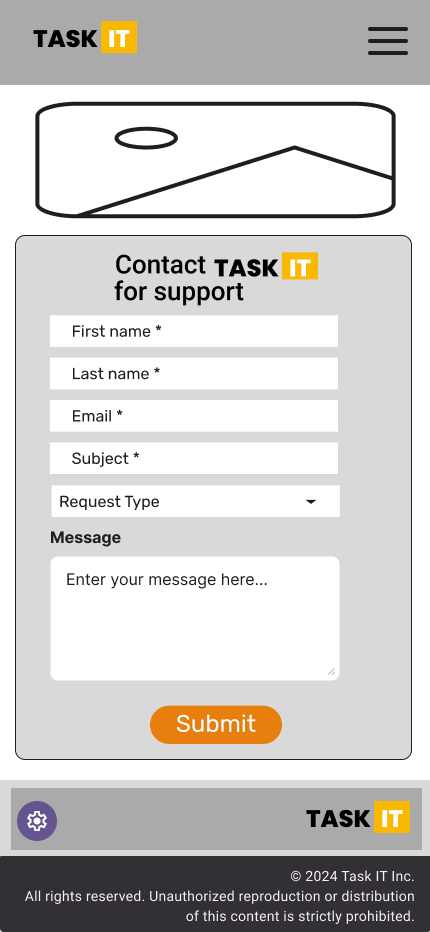 TASK IT
Contact TASK IT
for support
First name *
Last name *
Email *
Subject *
Request Type
Message
Enter your message here...
Submit
TASK IT
© 2024 Task IT Inc.
All rights reserved. Unauthorized reproduction or distribution
of this content is strictly prohibited.